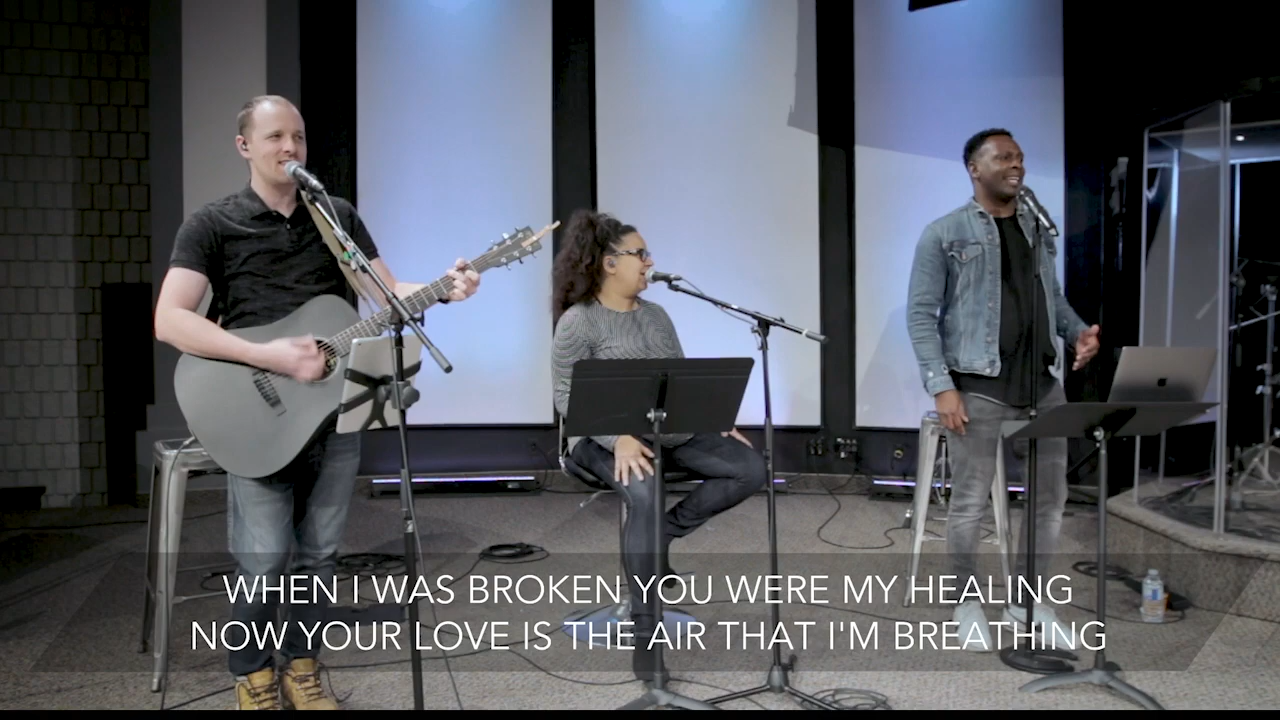 WHEN I WAS BROKEN YOU WERE MY HEALING
NOW YOUR LOVE IS THE AIR THAT I'M BREATHING